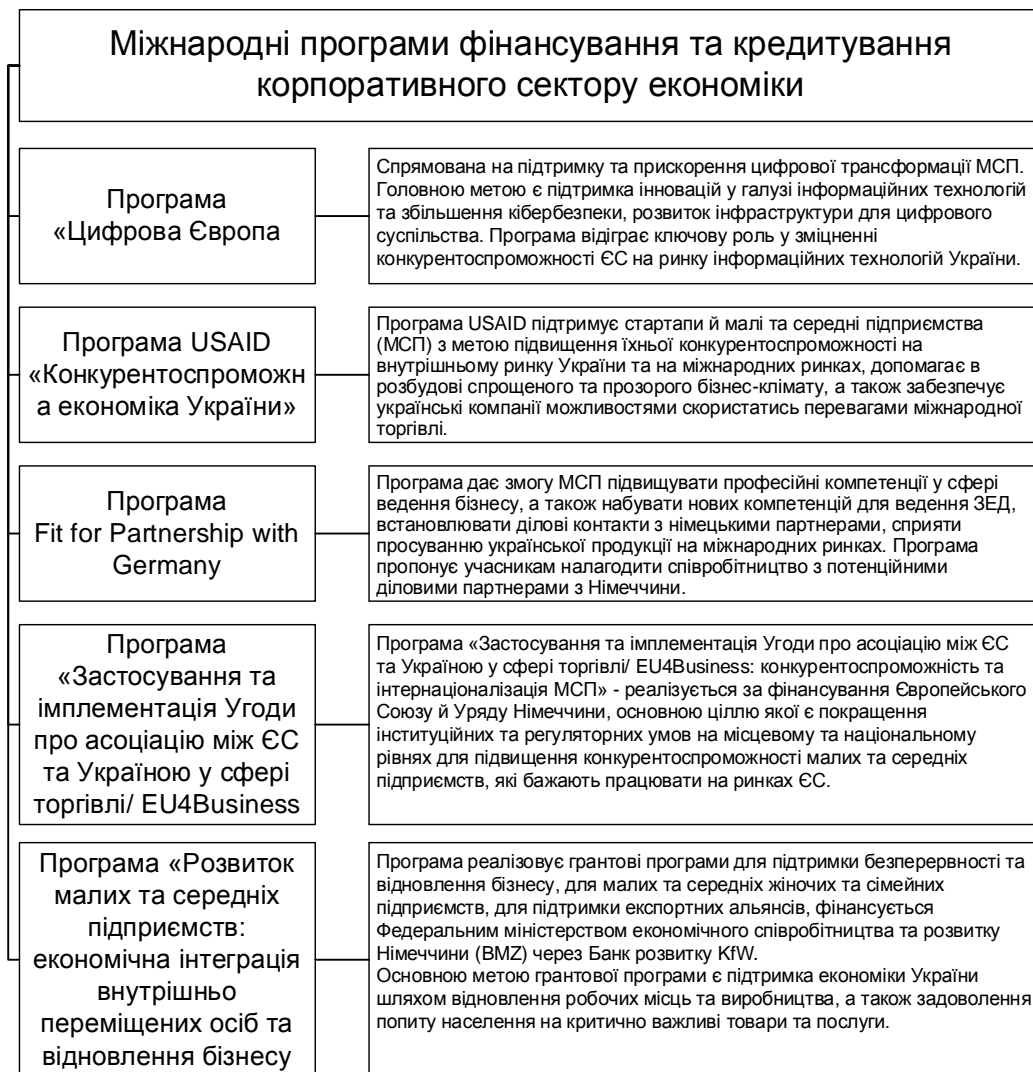 Міжнародні програми фінансування та кредитування
корпоративного сектору економіки
Програма
«Цифрова Європа
Спрямована на підтримку та прискорення цифрової трансформації МСП.
Головною метою є підтримка інновацій у галузі інформаційних технологій
та збільшення кібербезпеки, розвиток інфраструктури для цифрового
суспільства. Програма відіграє ключову роль у зміцненні
конкурентоспроможності ЄС на ринку інформаційних технологій України.
Програма USAID
«Конкурентоспроможн
а економіка України»
Програма USAID підтримує стартапи й малі та середні підприємства
(МСП) з метою підвищення їхньої конкурентоспроможності на
внутрішньому ринку України та на міжнародних ринках, допомагає в
розбудові спрощеного та прозорого бізнес-клімату, а також забезпечує
українські компанії можливостями скористатись перевагами міжнародної
торгівлі.
Програма
Fit for Partnership with
Germany
Програма дає змогу МСП підвищувати професійні компетенції у сфері
ведення бізнесу, а також набувати нових компетенцій для ведення ЗЕД,
встановлювати ділові контакти з німецькими партнерами, сприяти
просуванню української продукції на міжнародних ринках. Програма
пропонує учасникам налагодити співробітництво з потенційними
діловими партнерами з Німеччини.
Програма
«Застосування та
імплементація Угоди
про асоціацію між ЄС
та Україною у сфері
торгівлі/ EU4Business
Програма «Застосування та імплементація Угоди про асоціацію між ЄС
та Україною у сфері торгівлі/ EU4Business: конкурентоспроможність та
інтернаціоналізація МСП» - реалізується за фінансування Європейського
Союзу й Уряду Німеччини, основною ціллю якої є покращення
інституційних та регуляторних умов на місцевому та національному
рівнях для підвищення конкурентоспроможності малих та середніх
підприємств, які бажають працювати на ринках ЄС.
Програма «Розвиток
малих та середніх
підприємств:
економічна інтеграція
внутрішньо
переміщених осіб та
відновлення бізнесу
Програма реалізовує грантові програми для підтримки безперервності та
відновлення бізнесу, для малих та середніх жіночих та сімейних
підприємств, для підтримки експортних альянсів, фінансується
Федеральним міністерством економічного співробітництва та розвитку
Німеччини (BMZ) через Банк розвитку KfW.
Основною метою грантової програми є підтримка економіки України
шляхом відновлення робочих місць та виробництва, а також задоволення
попиту населення на критично важливі товари та послуги.